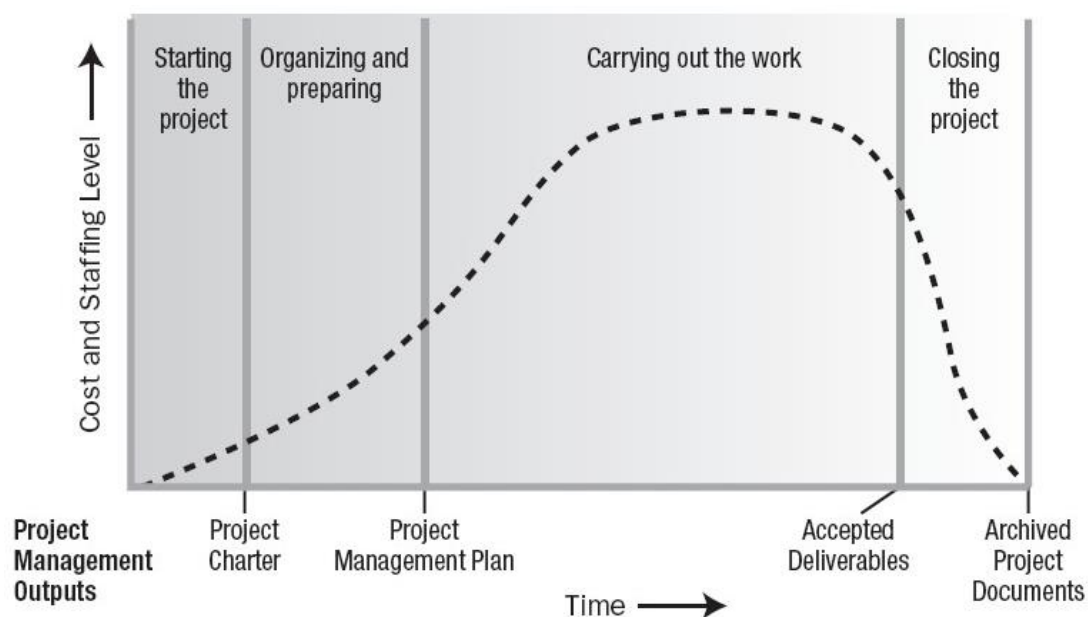 Starting
the
project
Organizing and
preparing
Carrying out the work
Closing
the
project
Cost and Staffing Level
Project
Management
Outputs
Project
Charter
Project
Management Plan
Accepted
Deliverables
Archived
Project
Documents
Time